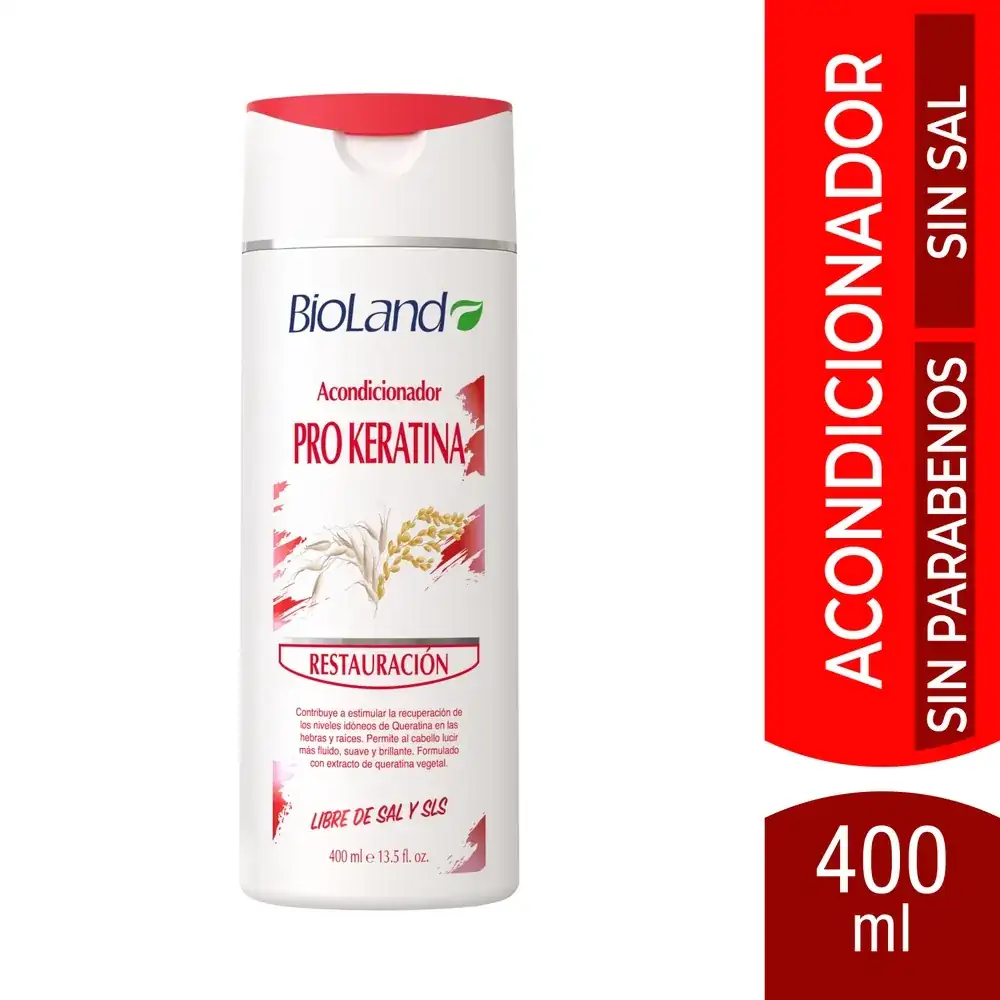 BioLand
Acondicionador
PRO KERATINA
RESTAURACIÓN
Contribuye a estimular la recuperación de
los niveles idóneos de Queratina en las
hebras y raíces. Permite al cabello lucir
más fluido, suave y brillante. Formulado
con extracto de queratina vegetal.
LIBRE DE SAL Y SLS
400 ml e 13.5 fl. oz.
ACONDICIONADOR
SIN PARABENOS
SIN SAL
400
ml